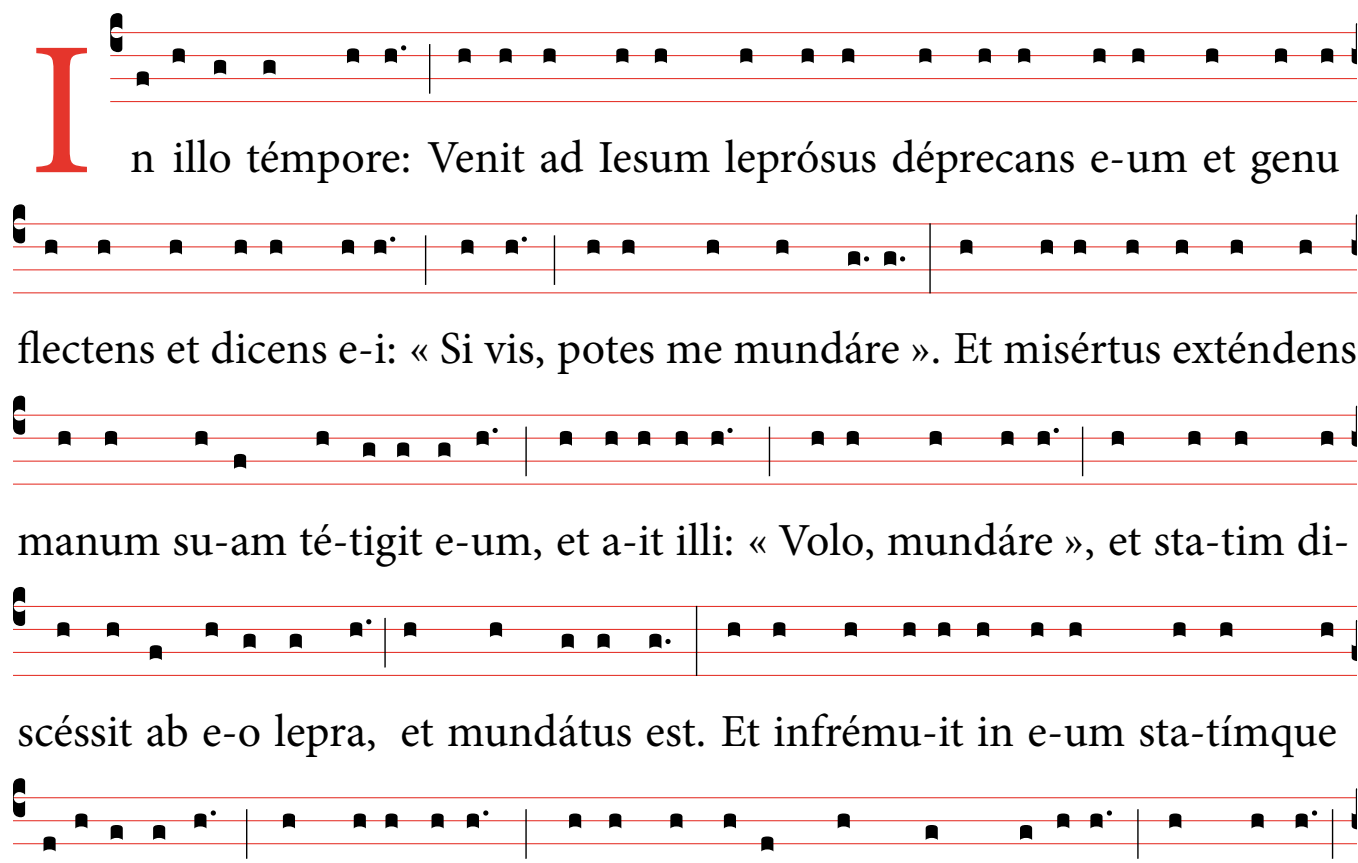 In illo témpore: Venit ad Iesum leprósus déprecans e-um et genu
flectens et dicens e-i: « Si vis, potes me mundáre ». Et misértus exténdens
manum su-am té-tigit e-um, et a-it illi: « Volo, mundáre », et sta-tim di-
scéssit ab e-o lepra, et mundátus est. Et infrému-it in e-um sta-tímque